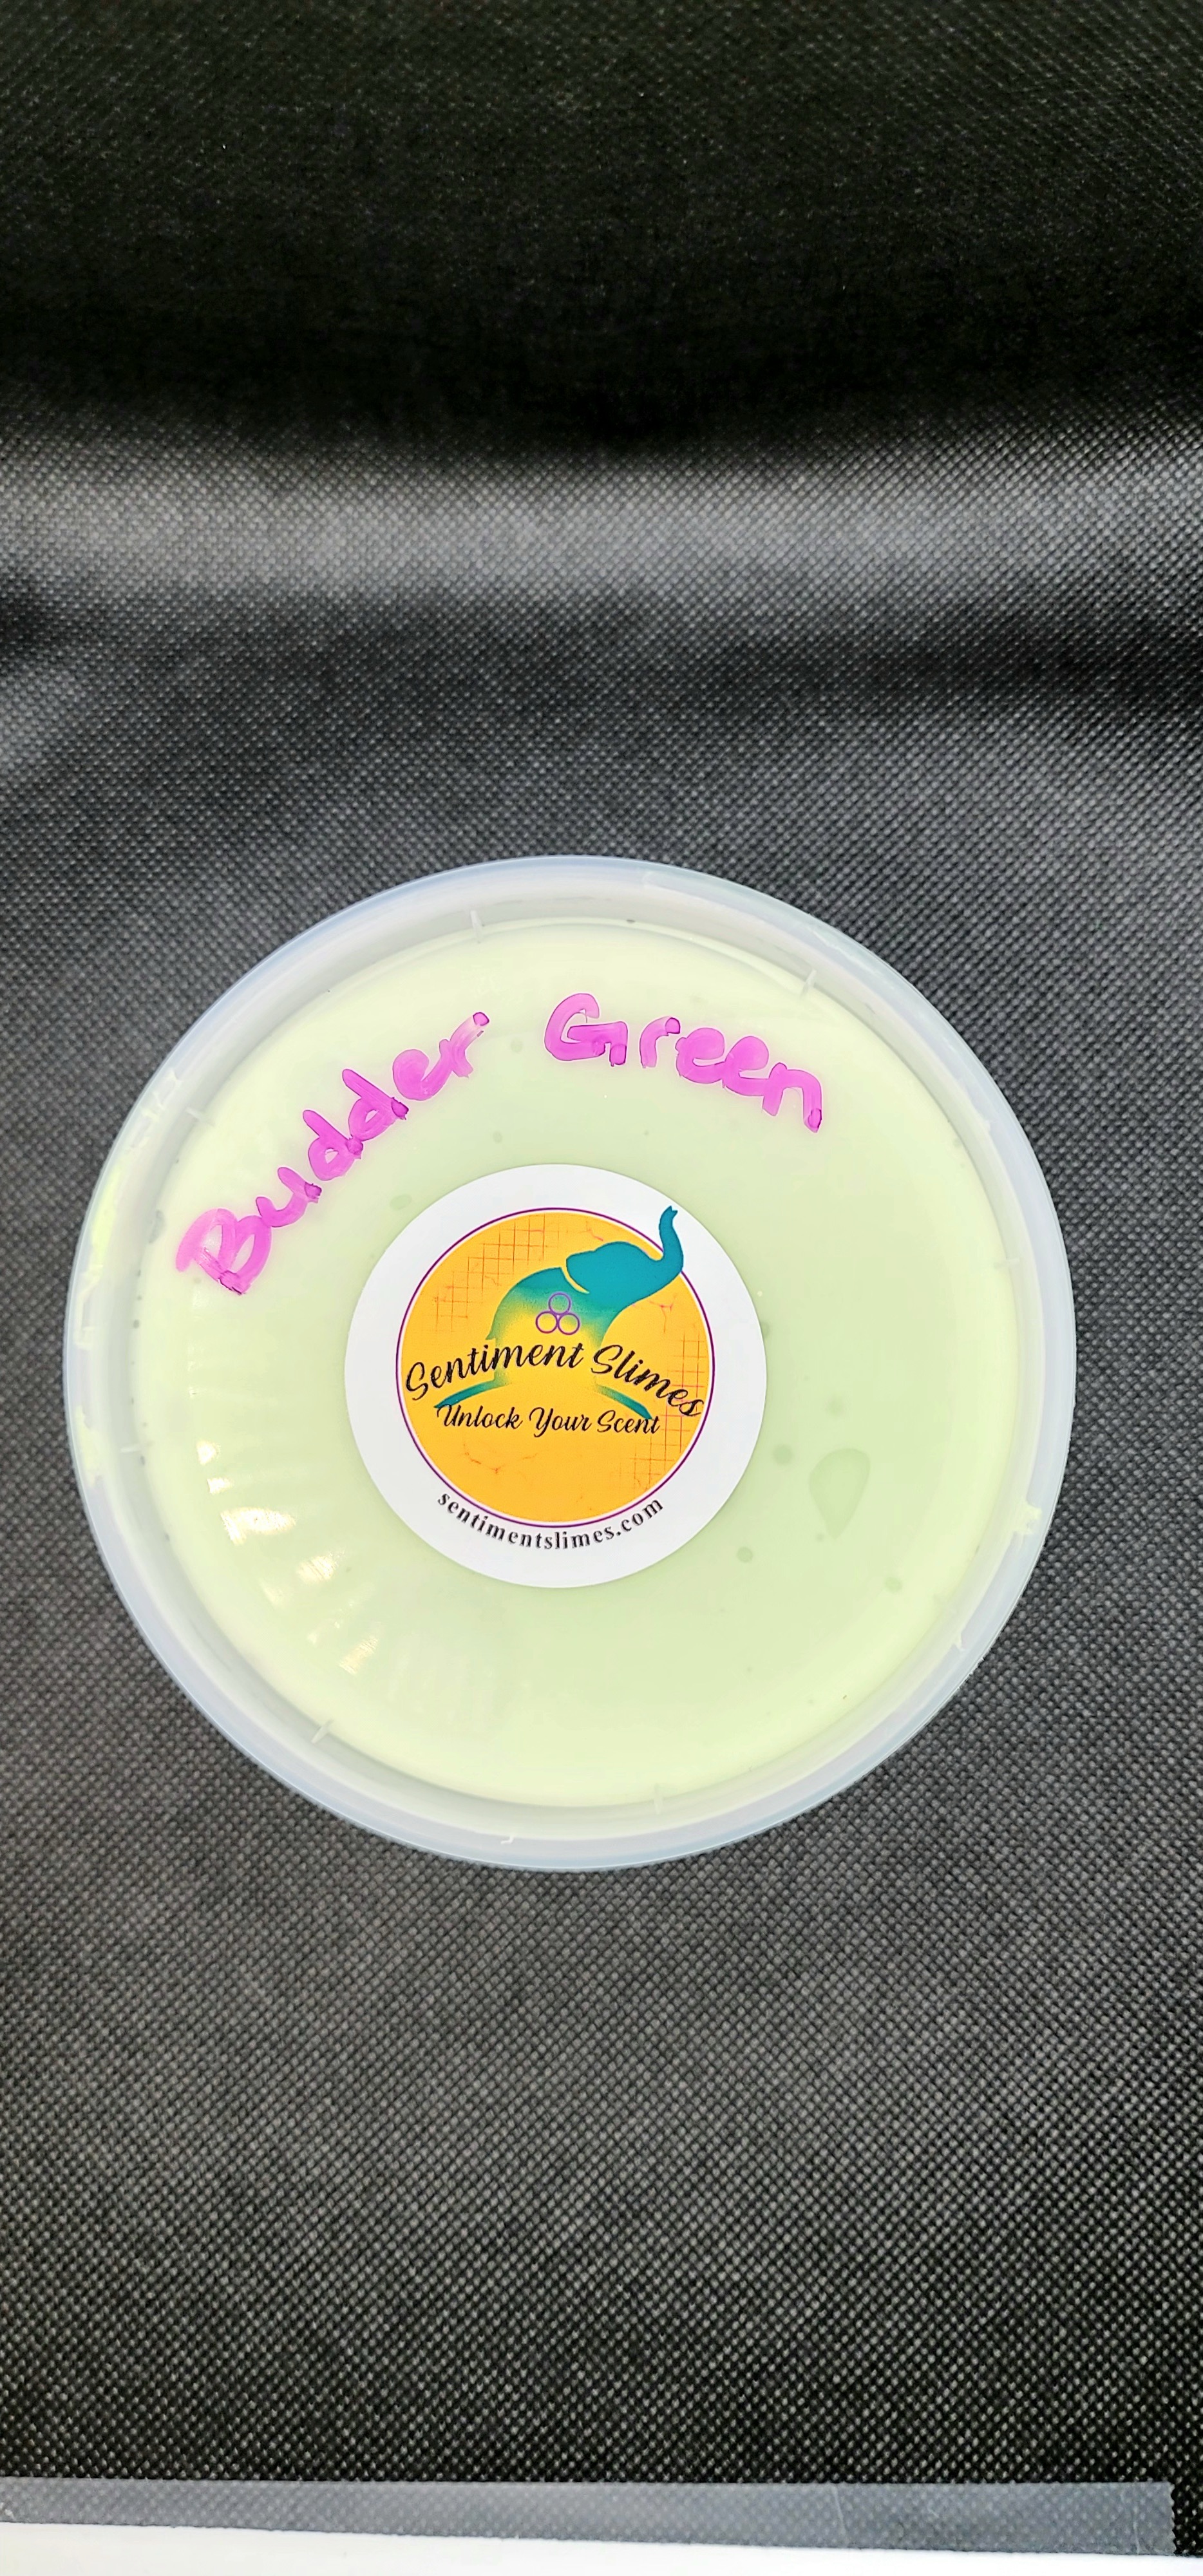 Budder Green
Sentiment Slimes
Unlock Your Scent
sentimentslimes.com